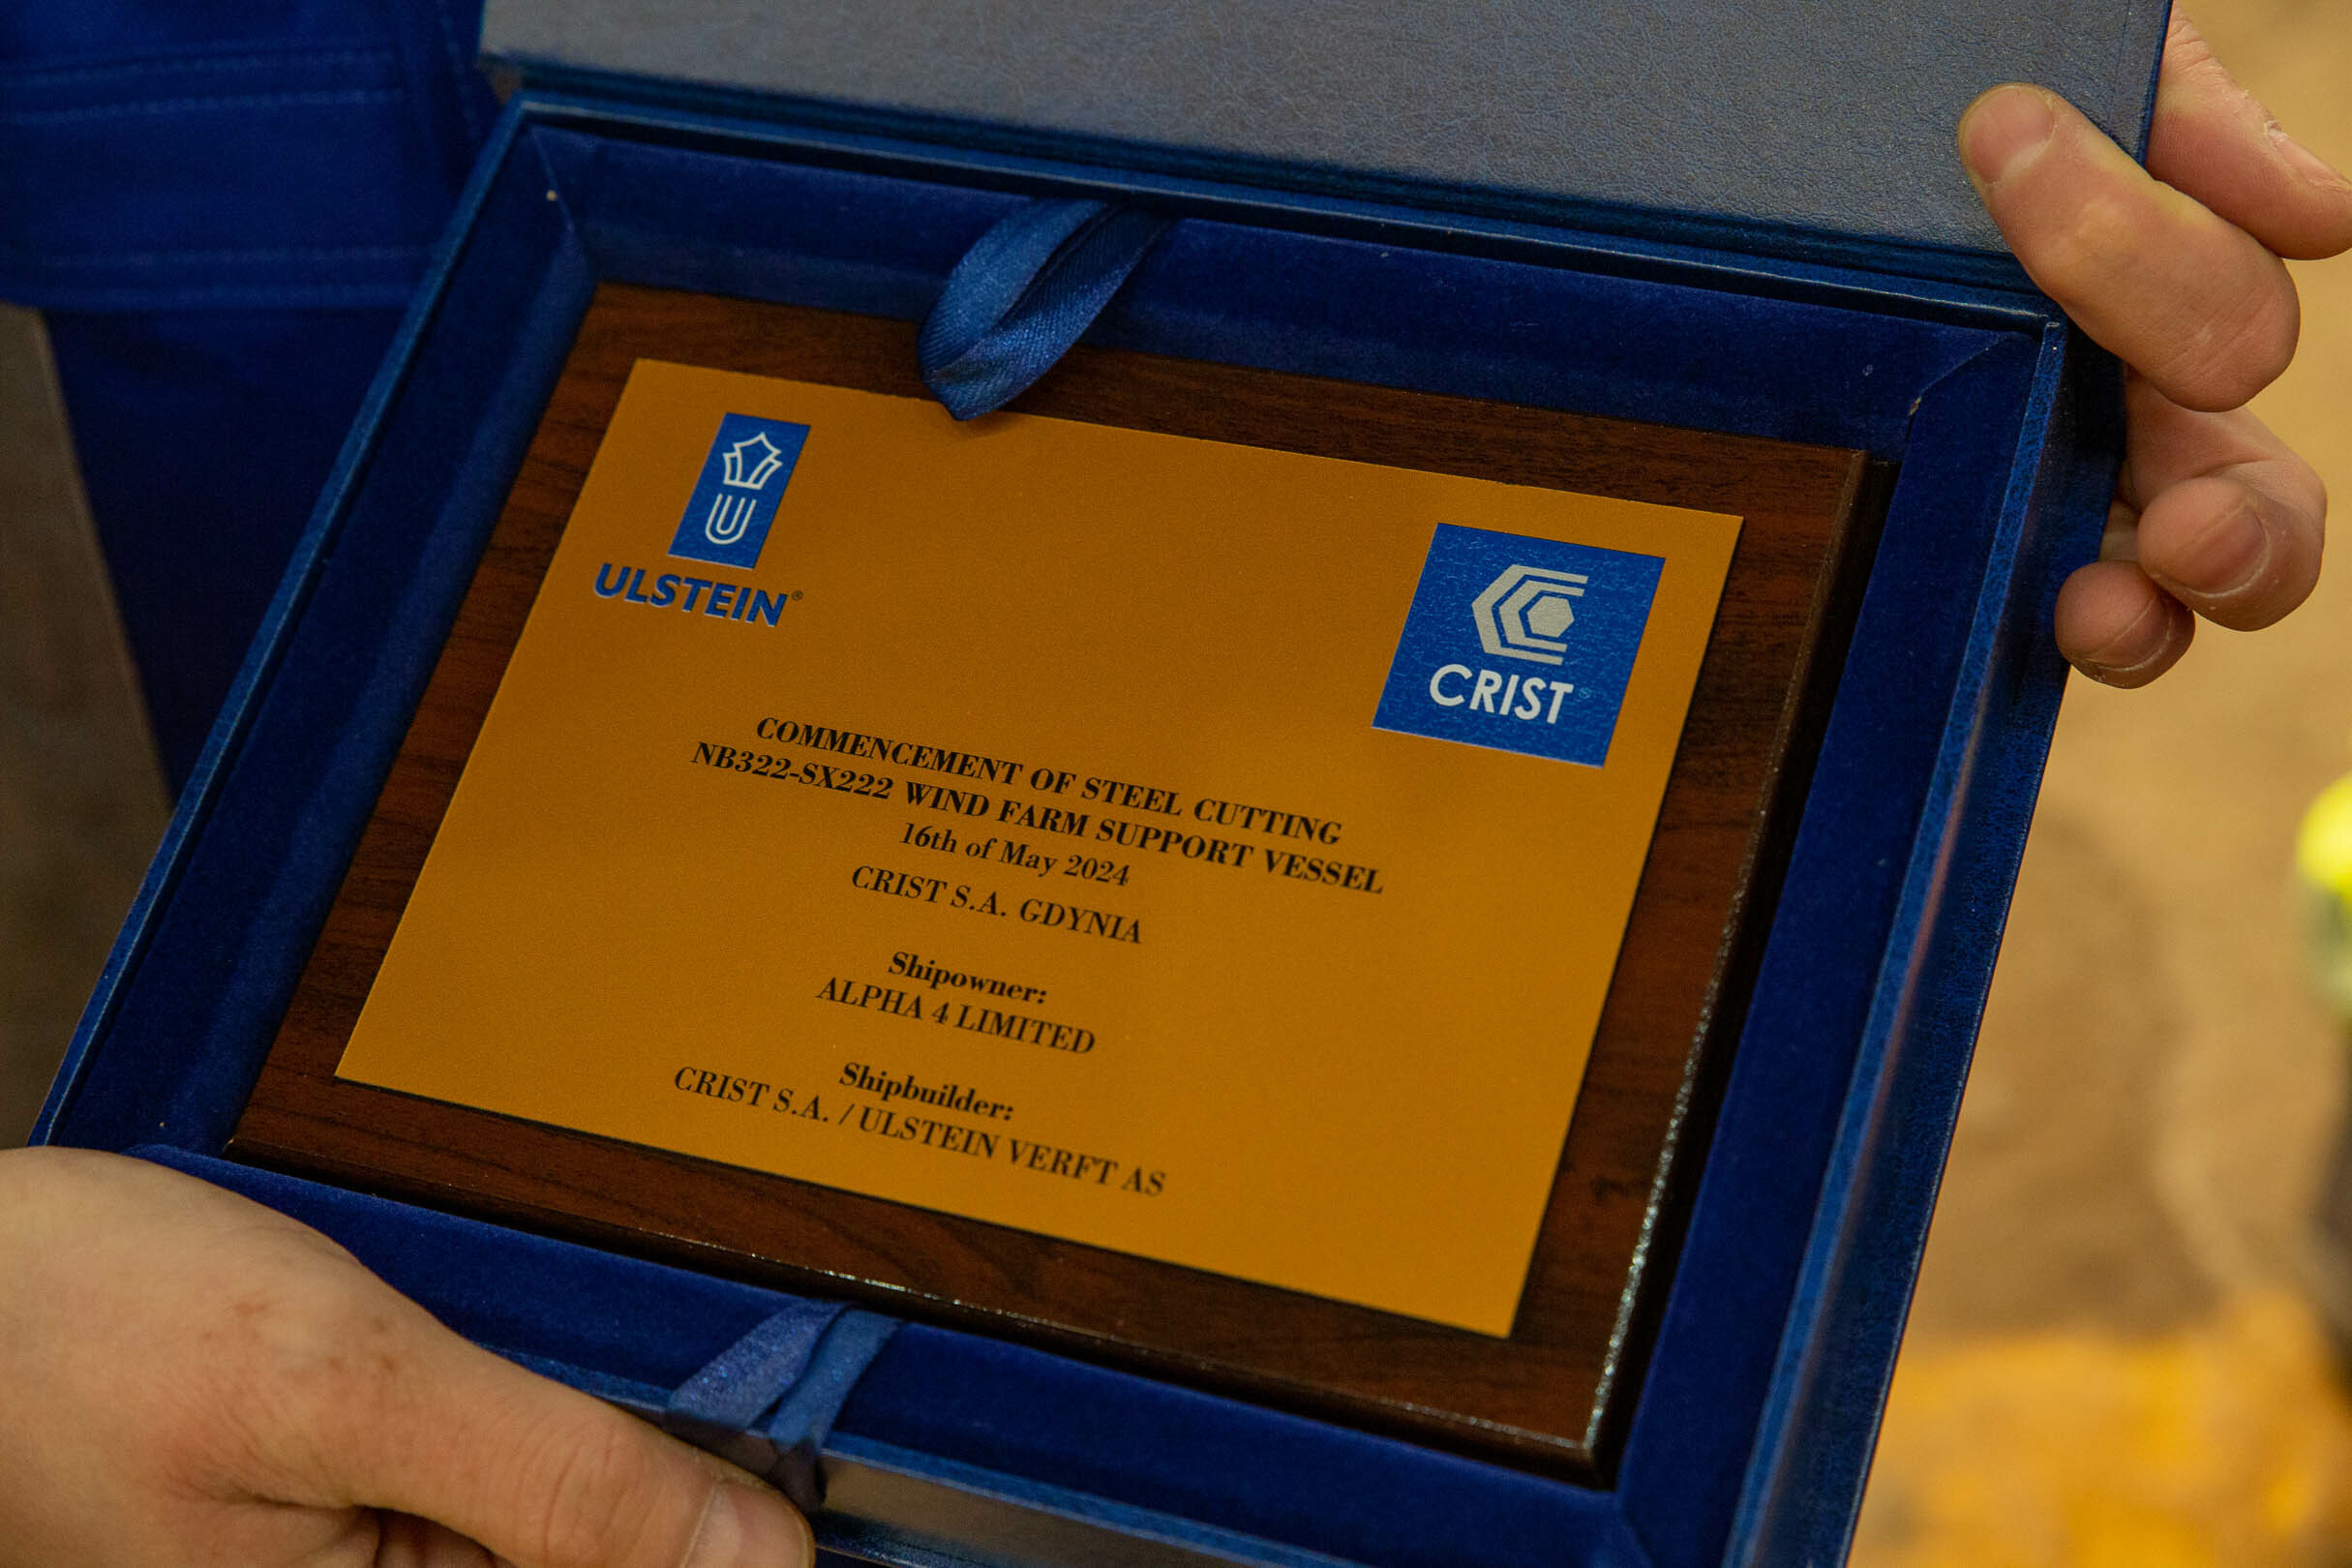 U
ULSTEIN®
CRIST®
COMMENCEMENT OF STEEL CUTTING
NB322-SX222 WIND FARM SUPPORT VESSEL
16th of May 2024
CRIST S.A. GDYNIA
Shipowner:
ALPHA 4 LIMITED
Shipbuilder:
CRIST S.A. / ULSTEIN VERFT AS